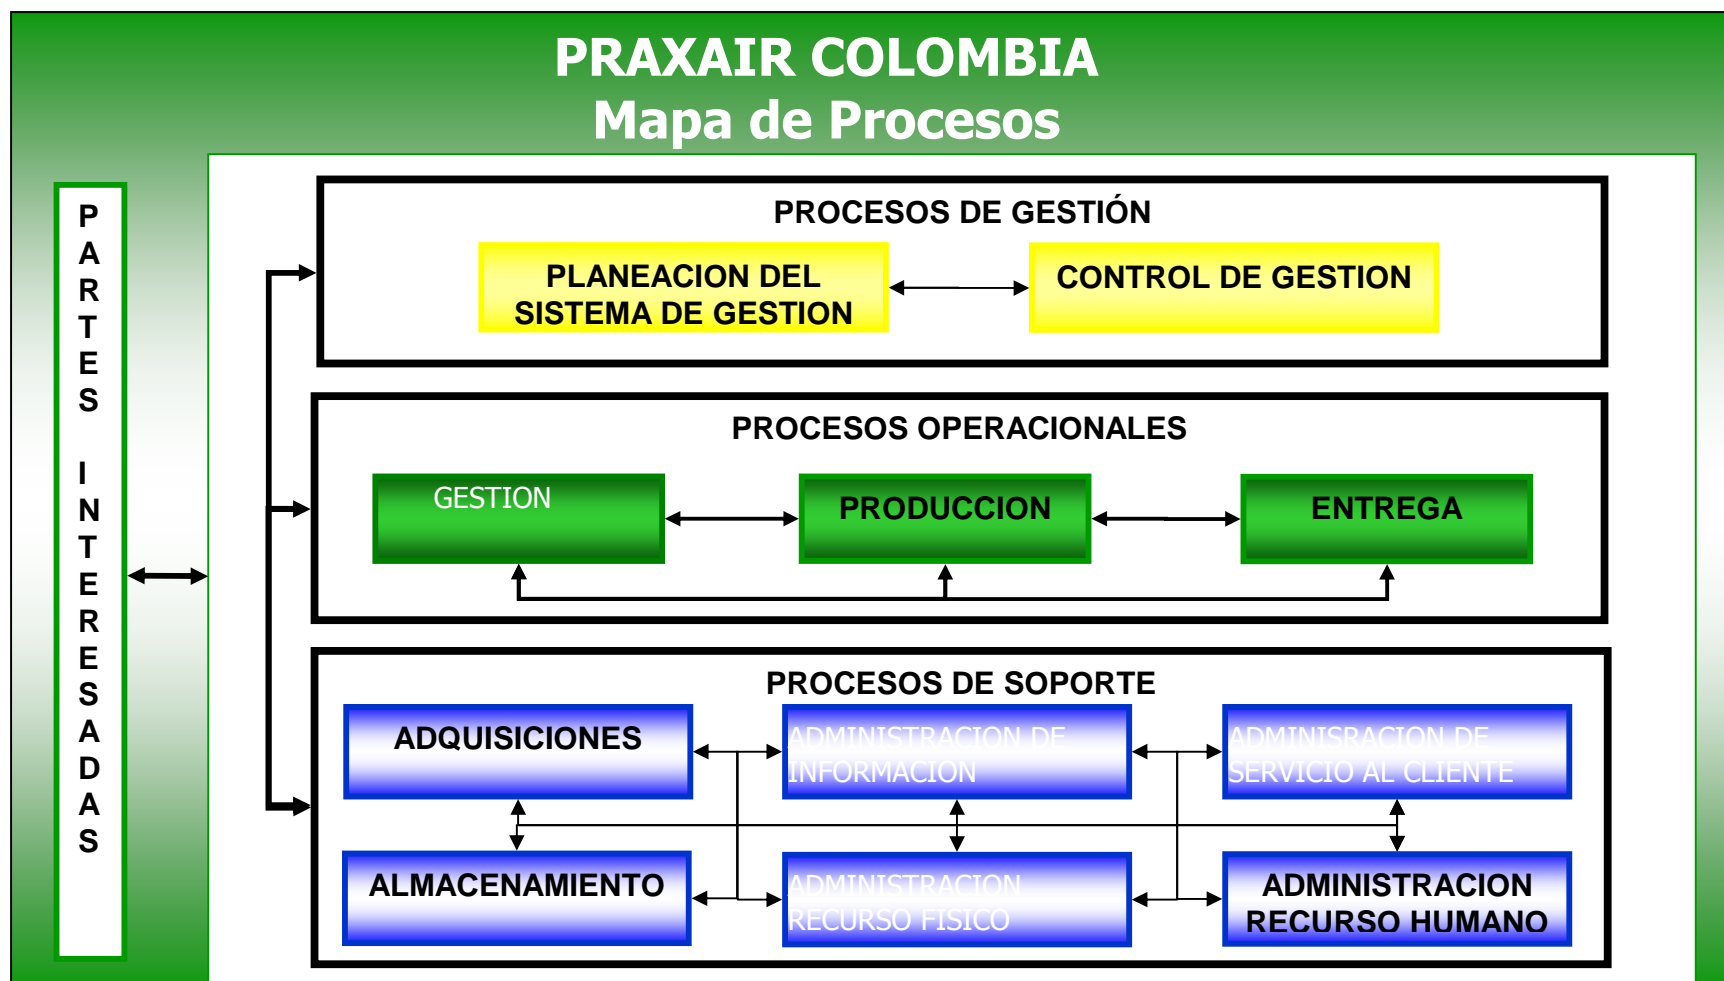 PRAXAIR COLOMBIA
Mapa de Procesos
PARTES INTERESADAS
PROCESOS DE GESTIÓN
PLANEACION DEL
SISTEMA DE GESTION
CONTROL DE GESTION
PROCESOS OPERACIONALES
GESTION
PRODUCCION
ENTREGA
PROCESOS DE SOPORTE
ADQUISICIONES
ADMINISTRACION DE
INFORMACION
ADMINISRACION DE
SERVICIO AL CLIENTE
ALMACENAMIENTO
ADMINISTRACION
RECURSO FISICO
ADMINISTRACION
RECURSO HUMANO